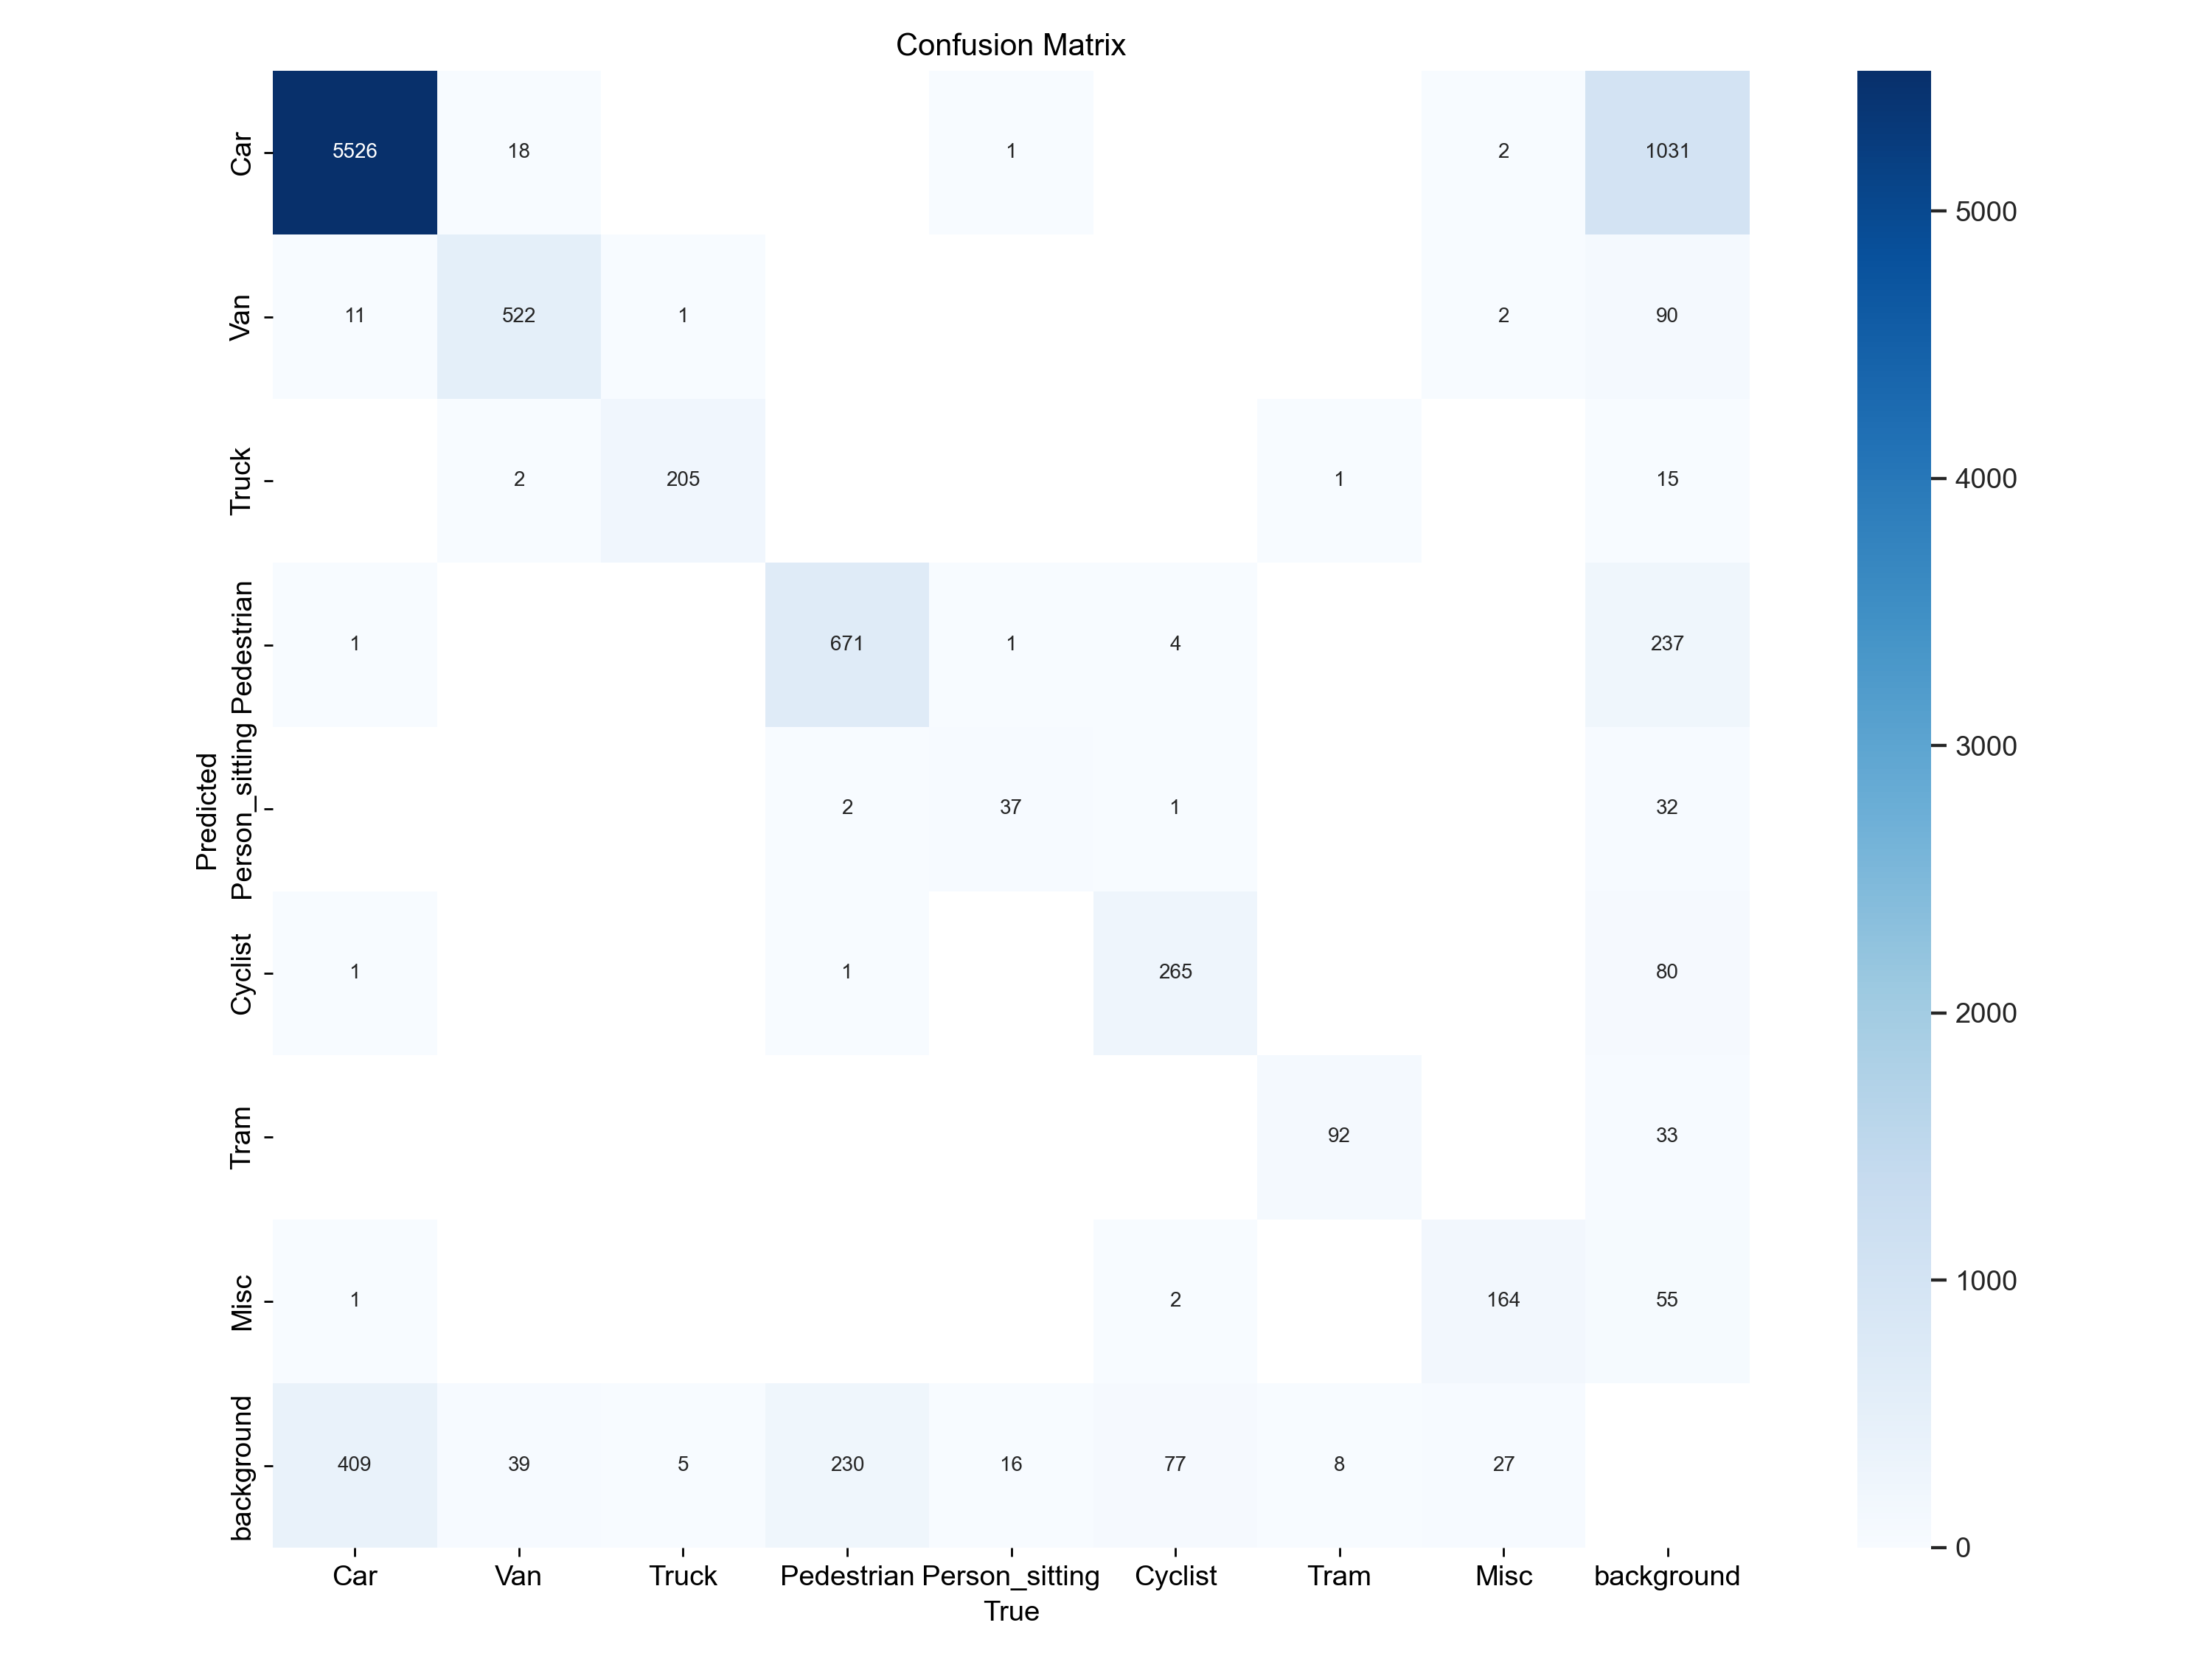 Confusion Matrix
Car 5526 18 1 2 1031
Van 11 522 1 2 90
Truck 2 205 1 15
Pedestrian 1 671 1 4 237
Person_sitting 2 37 1 32
Cyclist 1 1 265 80
Tram 92 33
Misc 1 2 164 55
background 409 39 5 230 16 77 8 27
Car Van Truck Pedestrian Person_sitting Cyclist Tram Misc background
True
Predicted
5000
4000
3000
2000
1000
0